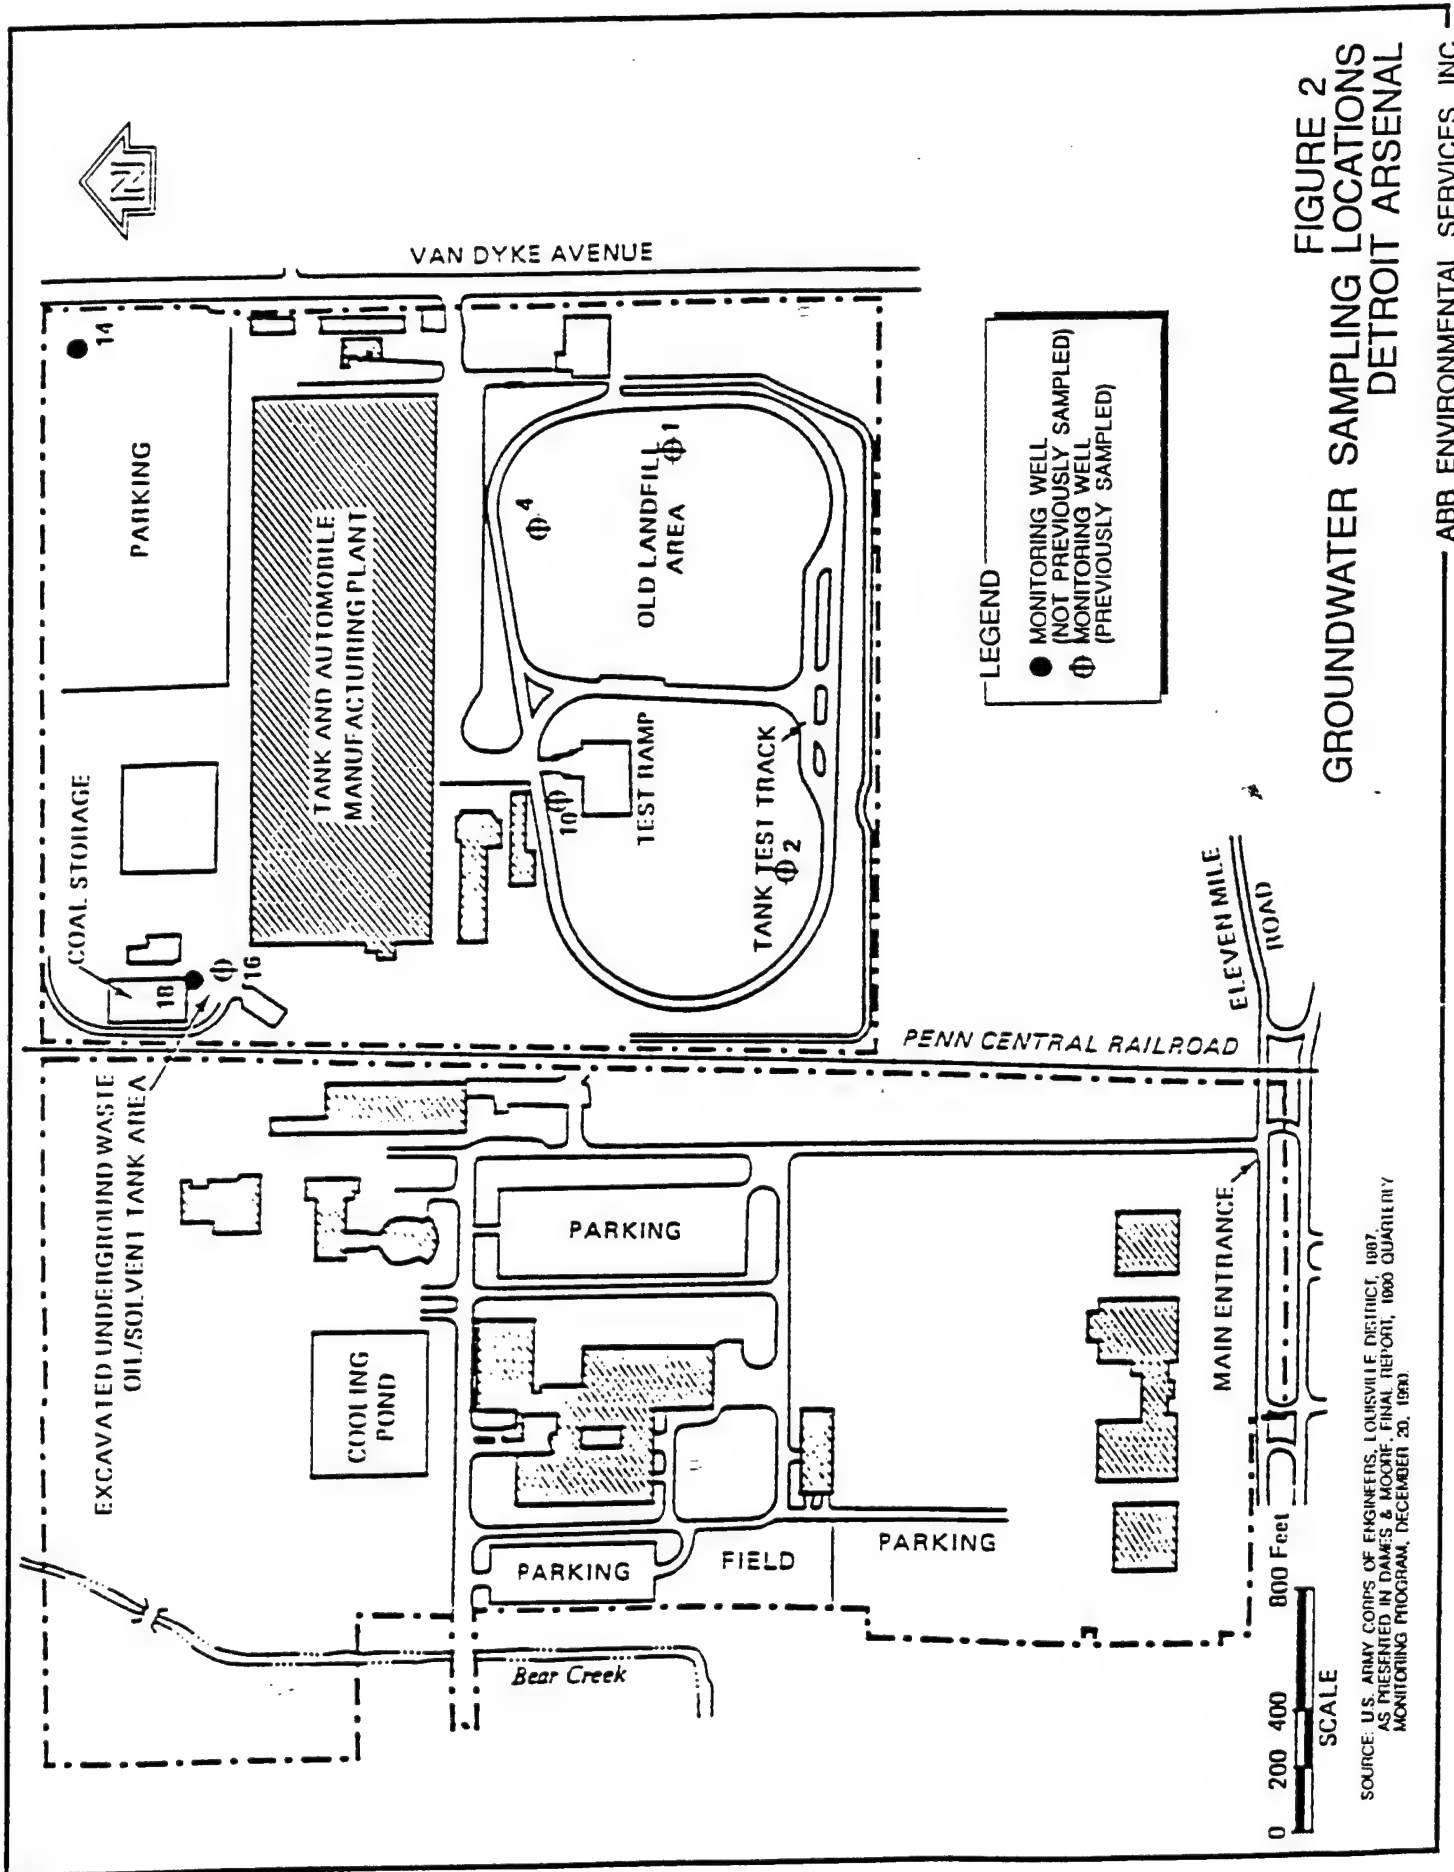 N
VAN DYKE AVENUE
14
PARKING
TANK AND AUTOMOBILE
MANUFACTURING PLANT
COAL STORAGE
18
16
4
1
OLD LANDFILL
AREA
10
TEST RAMP
TANK TEST TRACK
2
EXCAVATED UNDERGROUND WASTE
OIL/SOLVENT TANK AREA
PENN CENTRAL RAILROAD
ELEVEN MILE
ROAD
COOLING
POND
PARKING
PARKING
FIELD
PARKING
MAIN ENTRANCE
Bear Creek
LEGEND
MONITORING WELL
(NOT PREVIOUSLY SAMPLED)
MONITORING WELL
(PREVIOUSLY SAMPLED)
0 200 400 800 Feet
SCALE
SOURCE: U.S. ARMY CORPS OF ENGINEERS, LOUISVILLE DISTRICT, 1987,
AS PRESENTED IN DAMES & MOORE, FINAL REPORT, 1990 QUARTERLY
MONITORING PROGRAM, DECEMBER 20, 1990.
FIGURE 2
GROUNDWATER SAMPLING LOCATIONS
DETROIT ARSENAL
ABB ENVIRONMENTAL SERVICES, INC.